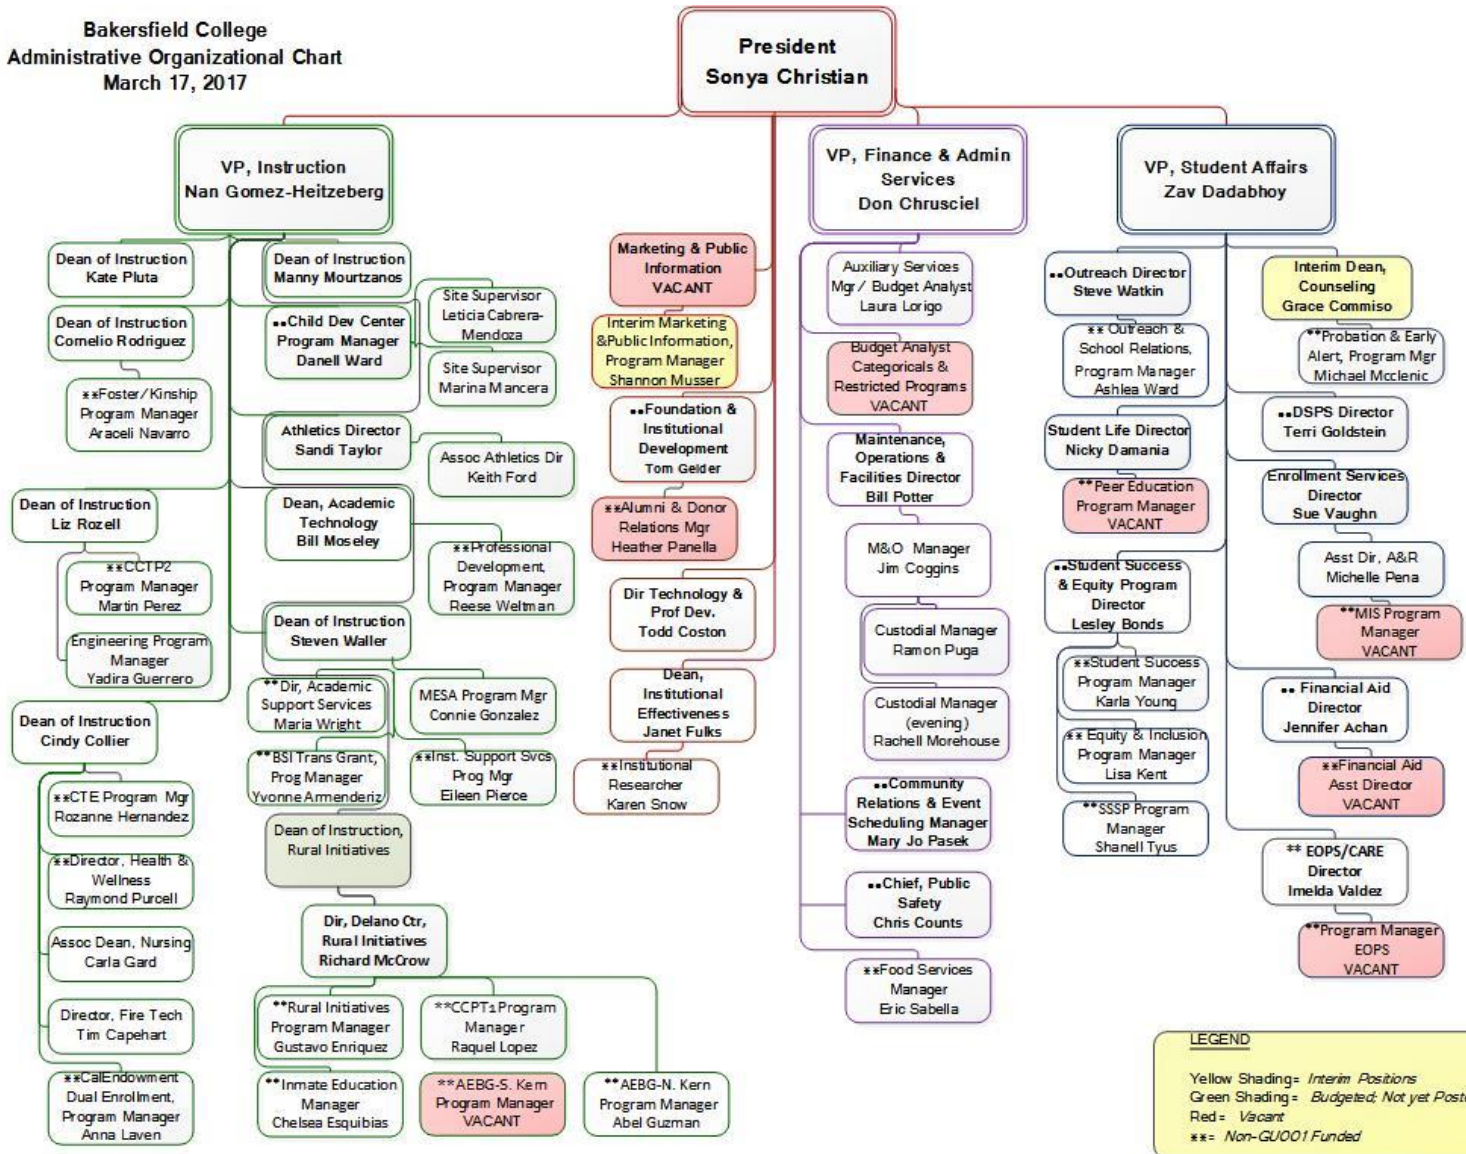 Bakersfield College
Administrative Organizational Chart
March 17, 2017
President
Sonya Christian
VP, Instruction
Nan Gomez-Heitzeberg
Dean of Instruction
Kate Pluta
Dean of Instruction
Cornelio Rodriguez
**Foster/Kinship
Program Manager
Araceli Navarro
Dean of Instruction
Manny Mourtzanos
••Child Dev Center
Program Manager
Danell Ward
Site Supervisor
Leticia Cabrera-
Mendoza
Site Supervisor
Marina Mancera
Athletics Director
Sandi Taylor
Assoc Athletics Dir
Keith Ford
Dean of Instruction
Liz Rozell
**CCTP2
Program Manager
Martin Perez
Engineering Program
Manager
Yadira Guerrero
Dean, Academic
Technology
Bill Moseley
**Professional
Development,
Program Manager
Reese Weltman
Dean of Instruction
Steven Waller
**Dir, Academic
Support Services
Maria Wright
MESA Program Mgr
Connie Gonzalez
**BSI Trans Grant,
Prog Manager
Yvonne Armenderiz
**Inst. Support Svcs
Prog Mgr
Eileen Pierce
Dean of Instruction
Cindy Collier
**CTE Program Mgr
Rozanne Hernandez
**Director, Health &
Wellness
Raymond Purcell
Assoc Dean, Nursing
Carla Gard
Director, Fire Tech
Tim Capehart
**CalEndowment
Dual Enrollment,
Program Manager
Anna Laven
Dean of Instruction,
Rural Initiatives
Dir, Delano Ctr,
Rural Initiatives
Richard McCrow
**Rural Initiatives
Program Manager
Gustavo Enriquez
**CCPT1 Program
Manager
Raquel Lopez
**Inmate Education
Manager
Chelsea Esquibias
**AEBG-S. Kern
Program Manager
VACANT
**AEBG-N. Kern
Program Manager
Abel Guzman
Marketing & Public
Information
VACANT
Interim Marketing
&Public Information,
Program Manager
Shannon Musser
••Foundation &
Institutional
Development
Tom Gelder
**Alumni & Donor
Relations Mgr
Heather Panella
Dir Technology &
Prof Dev.
Todd Coston
Dean,
Institutional
Effectiveness
Janet Fulks
**Institutional
Researcher
Karen Snow
VP, Finance & Admin
Services
Don Chrusciel
Auxiliary Services
Mgr/ Budget Analyst
Laura Lorigo
Budget Analyst
Categoricals &
Restricted Programs
VACANT
Maintenance,
Operations &
Facilities Director
Bill Potter
M&O Manager
Jim Coggins
Custodial Manager
Ramon Puga
Custodial Manager
(evening)
Rachell Morehouse
••Community
Relations & Event
Scheduling Manager
Mary Jo Pasek
••Chief, Public
Safety
Chris Counts
**Food Services
Manager
Eric Sabella
VP, Student Affairs
Zav Dadabhoy
••Outreach Director
Steve Watkin
** Outreach &
School Relations,
Program Manager
Ashlea Ward
Student Life Director
Nicky Damania
**Peer Education
Program Manager
VACANT
••Student Success
& Equity Program
Director
Lesley Bonds
**Student Success
Program Manager
Karla Young
** Equity & Inclusion
Program Manager
Lisa Kent
**SSSP Program
Manager
Shanell Tyus
Interim Dean,
Counseling
Grace Commiso
**Probation & Early
Alert, Program Mgr
Michael Mcclenic
••DSPS Director
Terri Goldstein
Enrollment Services
Director
Sue Vaughn
Asst Dir, A&R
Michelle Pena
**MIS Program
Manager
VACANT
•• Financial Aid
Director
Jennifer Achan
**Financial Aid
Asst Director
VACANT
** EOPS/CARE
Director
Imelda Valdez
**Program Manager
EOPS
VACANT
LEGEND
Yellow Shading= Interim Positions
Green Shading= Budgeted; Not yet Poste
Red= Vacant
**= Non-GU001 Funded